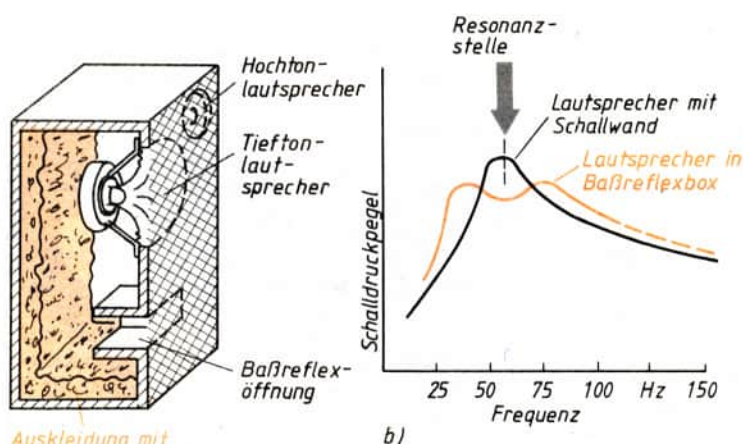 Hochton-
lautsprecher
Tiefton-
laut-
sprecher
Baßreflex-
öffnung
Auskleidung mit
Resonanz-
stelle
Lautsprecher mit
Schallwand
Lautsprecher in
Baßreflexbox
Schalldruckpegel
25 50 75 100 Hz 150
Frequenz
b)